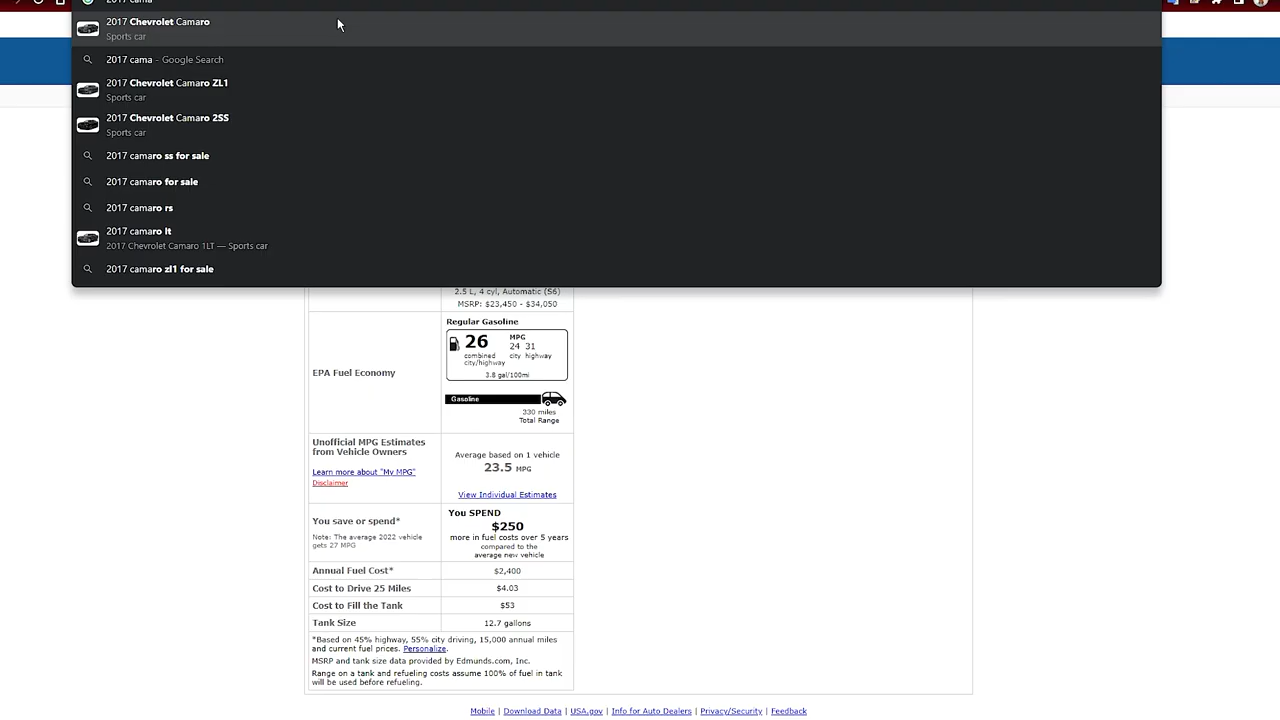 2017 cama
2017 Chevrolet Camaro
Sports car
2017 cama - Google Search
2017 Chevrolet Camaro ZL1
Sports car
2017 Chevrolet Camaro 2SS
Sports car
2017 camaro ss for sale
2017 camaro for sale
2017 camaro rs
2017 camaro lt
2017 Chevrolet Camaro 1LT — Sports car
2017 camaro zl1 for sale
2.5 L, 4 cyl, Automatic (S6)
MSRP: $23,450 - $34,050
EPA Fuel Economy
Regular Gasoline
26
combined
city/highway
MPG
24 31
city highway
3.8 gal/100mi
Gasoline
330 miles
Total Range
Unofficial MPG Estimates
from Vehicle Owners
Learn more about "My MPG"
Disclaimer
Average based on 1 vehicle
23.5 MPG
View Individual Estimates
You save or spend*
Note: The average 2022 vehicle
gets 27 MPG
You SPEND
$250
more in fuel costs over 5 years
compared to the
average new vehicle
Annual Fuel Cost*
$2,400
Cost to Drive 25 Miles
$4.03
Cost to Fill the Tank
$53
Tank Size
12.7 gallons
*Based on 45% highway, 55% city driving, 15,000 annual miles
and current fuel prices. Personalize.
MSRP and tank size data provided by Edmunds.com, Inc.
Range on a tank and refueling costs assume 100% of fuel in tank
will be used before refueling.
Mobile | Download Data | USA.gov | Info for Auto Dealers | Privacy/Security | Feedback